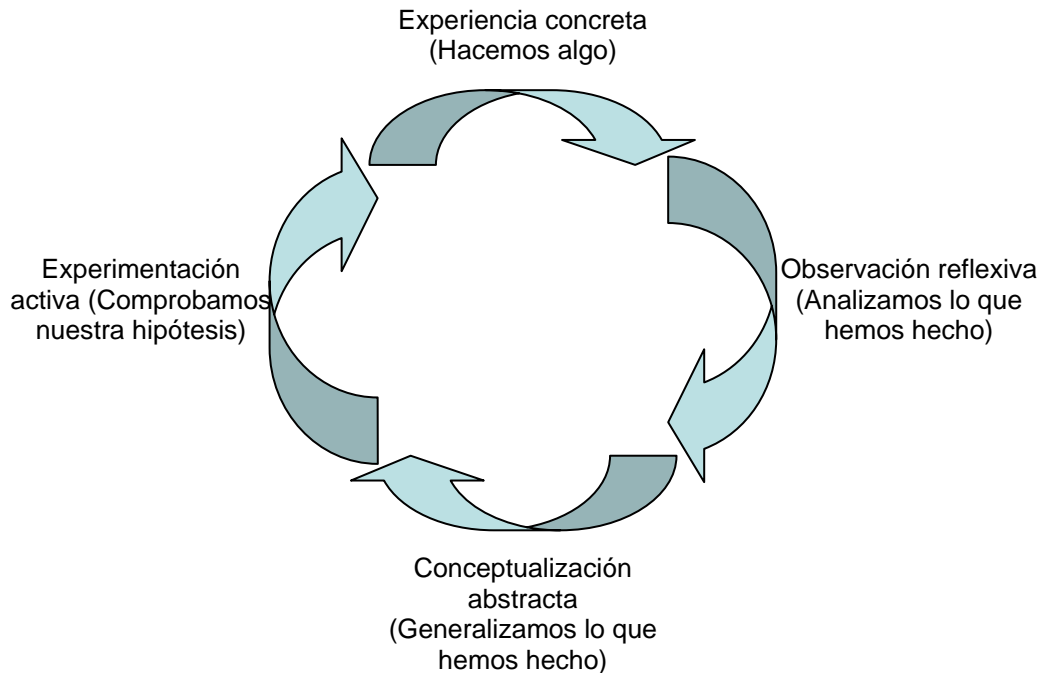 Experiencia concreta
(Hacemos algo)
Observación reflexiva
(Analizamos lo que
hemos hecho)
Conceptualización
abstracta
(Generalizamos lo que
hemos hecho)
Experimentación
activa (Comprobamos
nuestra hipótesis)